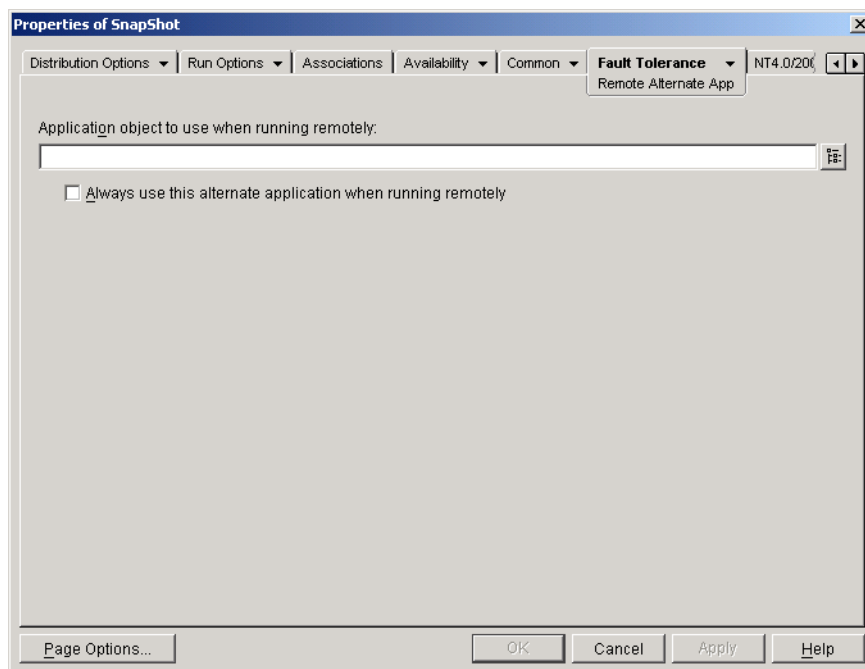 Properties of SnapShot
Distribution Options Run Options Associations Availability Common Fault Tolerance NT4.0/200
Remote Alternate App
Application object to use when running remotely:
Always use this alternate application when running remotely
Page Options... OK Cancel Apply Help